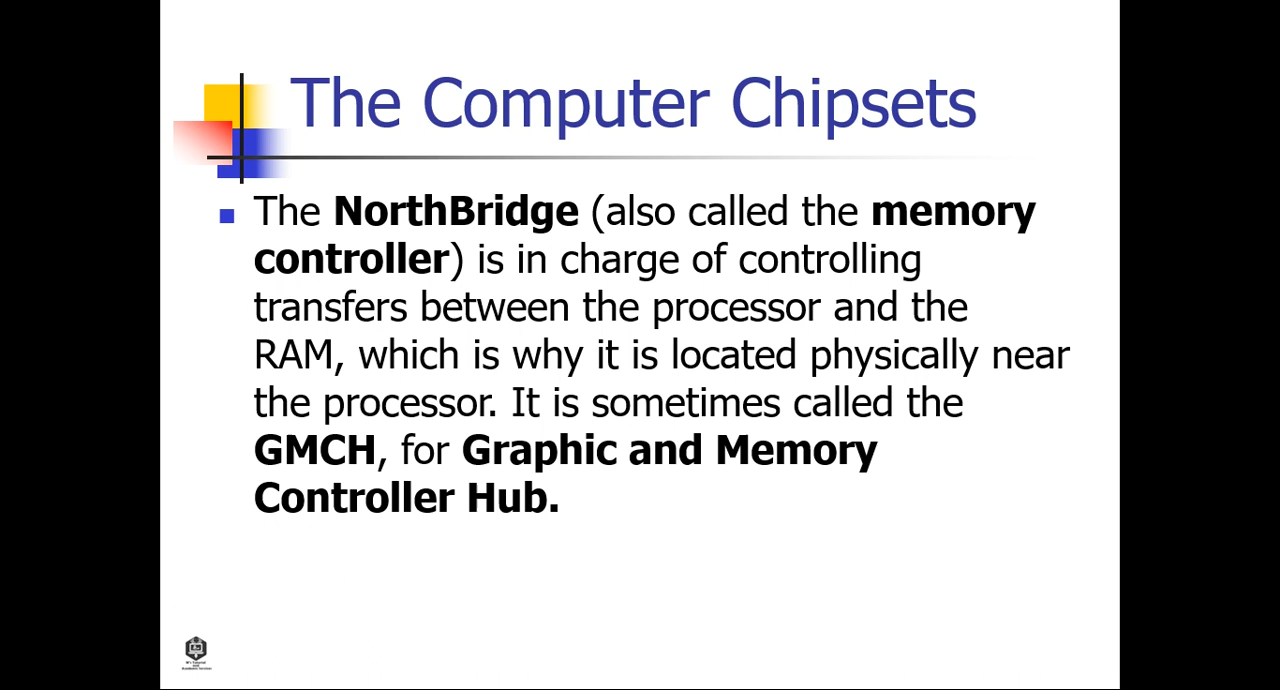 The Computer Chipsets
The NorthBridge (also called the memory
controller) is in charge of controlling
transfers between the processor and the
RAM, which is why it is located physically near
the processor. It is sometimes called the
GMCH, for Graphic and Memory
Controller Hub.